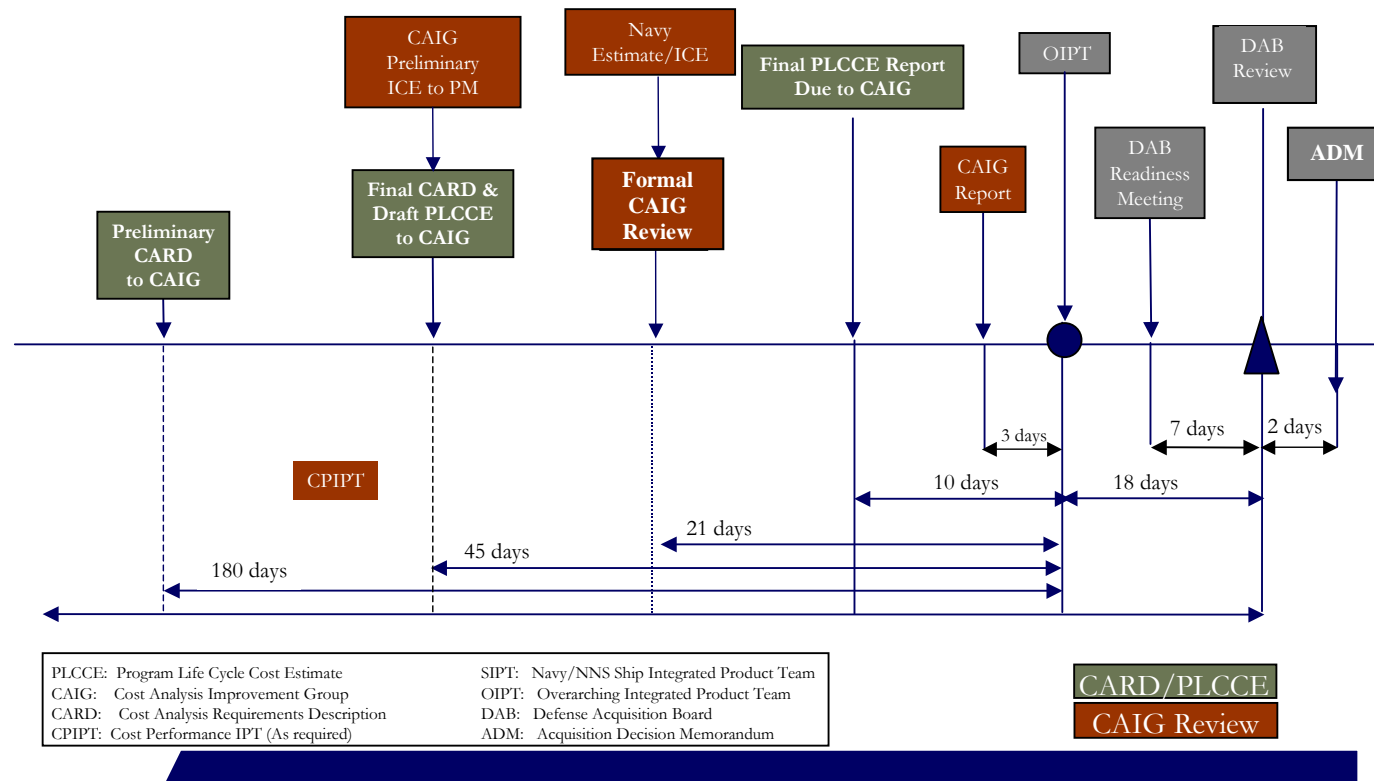 CAIG
Preliminary
ICE to PM
Navy
Estimate/ICE
Final PLCCE Report
Due to CAIG
OIPT
DAB
Review
Preliminary
CARD
to CAIG
Final CARD &
Draft PLCCE
to CAIG
Formal
CAIG
Review
CAIG
Report
DAB
Readiness
Meeting
ADM
3 days
7 days
2 days
CPIPT
10 days
18 days
21 days
45 days
180 days
PLCCE: Program Life Cycle Cost Estimate
CAIG: Cost Analysis Improvement Group
CARD: Cost Analysis Requirements Description
CPIPT: Cost Performance IPT (As required)
SIPT: Navy/NNS Ship Integrated Product Team
OIPT: Overarching Integrated Product Team
DAB: Defense Acquisition Board
ADM: Acquisition Decision Memorandum
CARD/PLCCE
CAIG Review